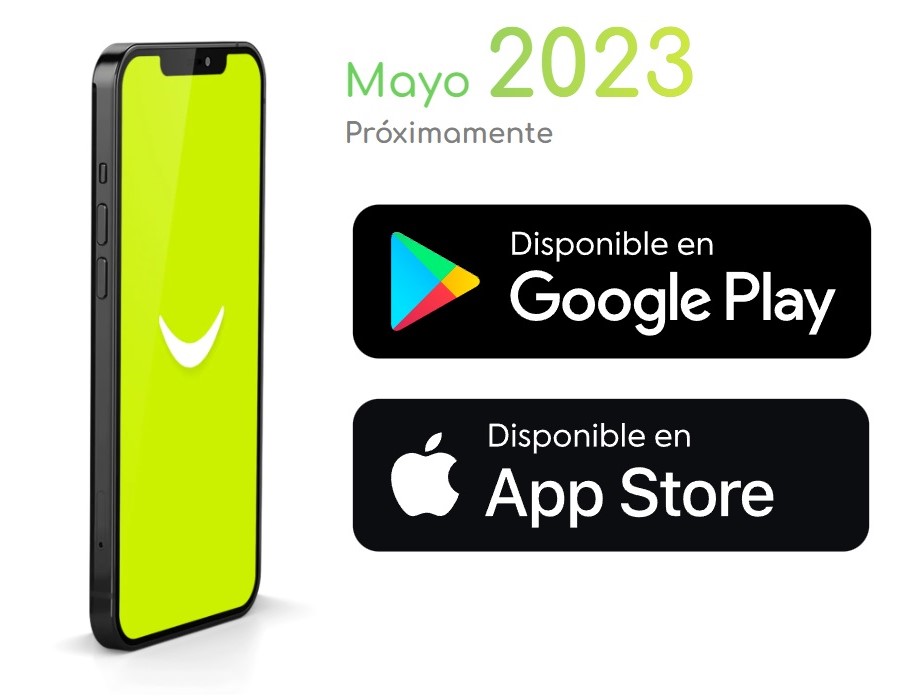 Mayo 2023
Próximamente
Disponible en
Google Play
Disponible en
App Store